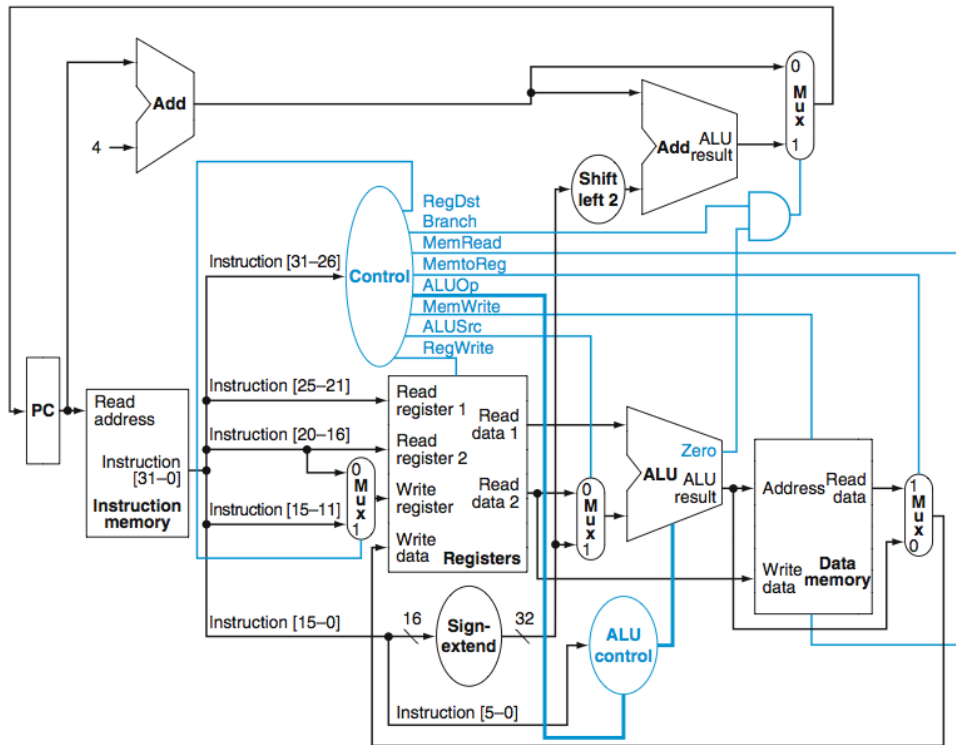 0
Mux
1
Add
4
Add
ALU
result
Shift
left 2
RegDst
Branch
MemRead
MemtoReg
ALUOp
MemWrite
ALUSrc
RegWrite
Instruction [31–26]
Control
PC
Read
address
Instruction
[31–0]
Instruction
memory
Instruction [25–21]
Instruction [20–16]
Instruction [15–11]
0
Mux
1
Read
register 1
Read
register 2
Write
register
Write
data
Read
data 1
Read
data 2
Registers
0
Mux
1
Zero
ALU
ALU
result
Address
Read
data
Write
data
Data
memory
1
Mux
0
Instruction [15–0]
16
Sign-
extend
32
ALU
control
Instruction [5–0]